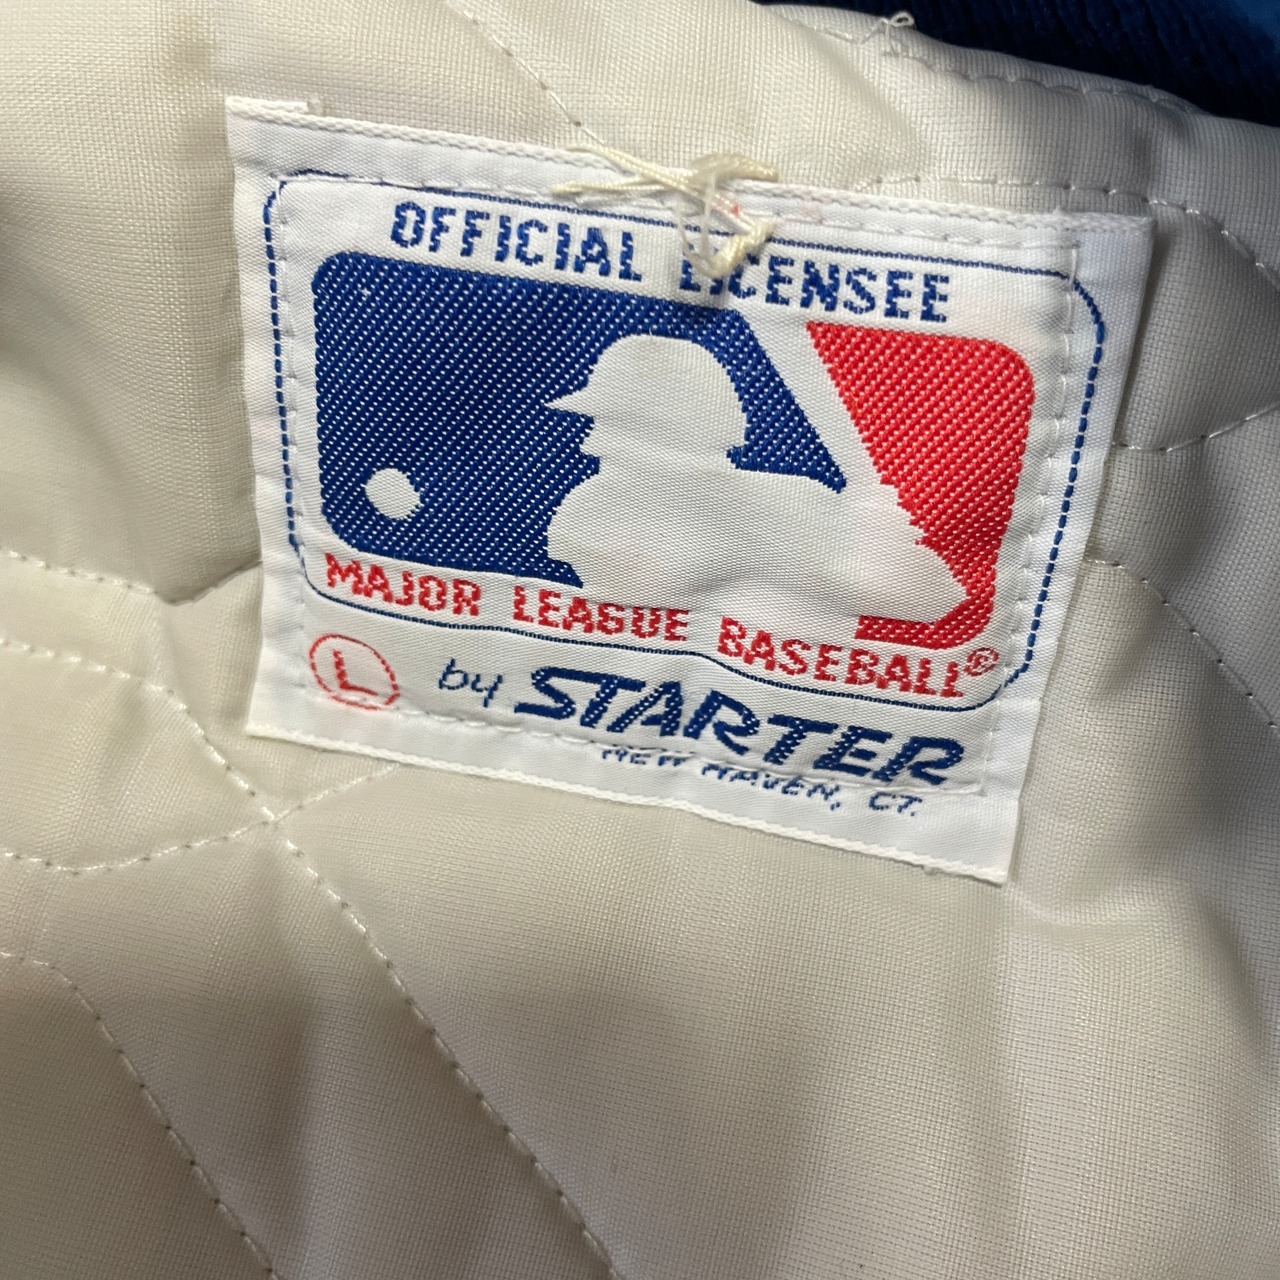 OFFICIAL LICENSEE
MAJOR LEAGUE BASEBALL®
L by STARTER
NEW HAVEN, CT.